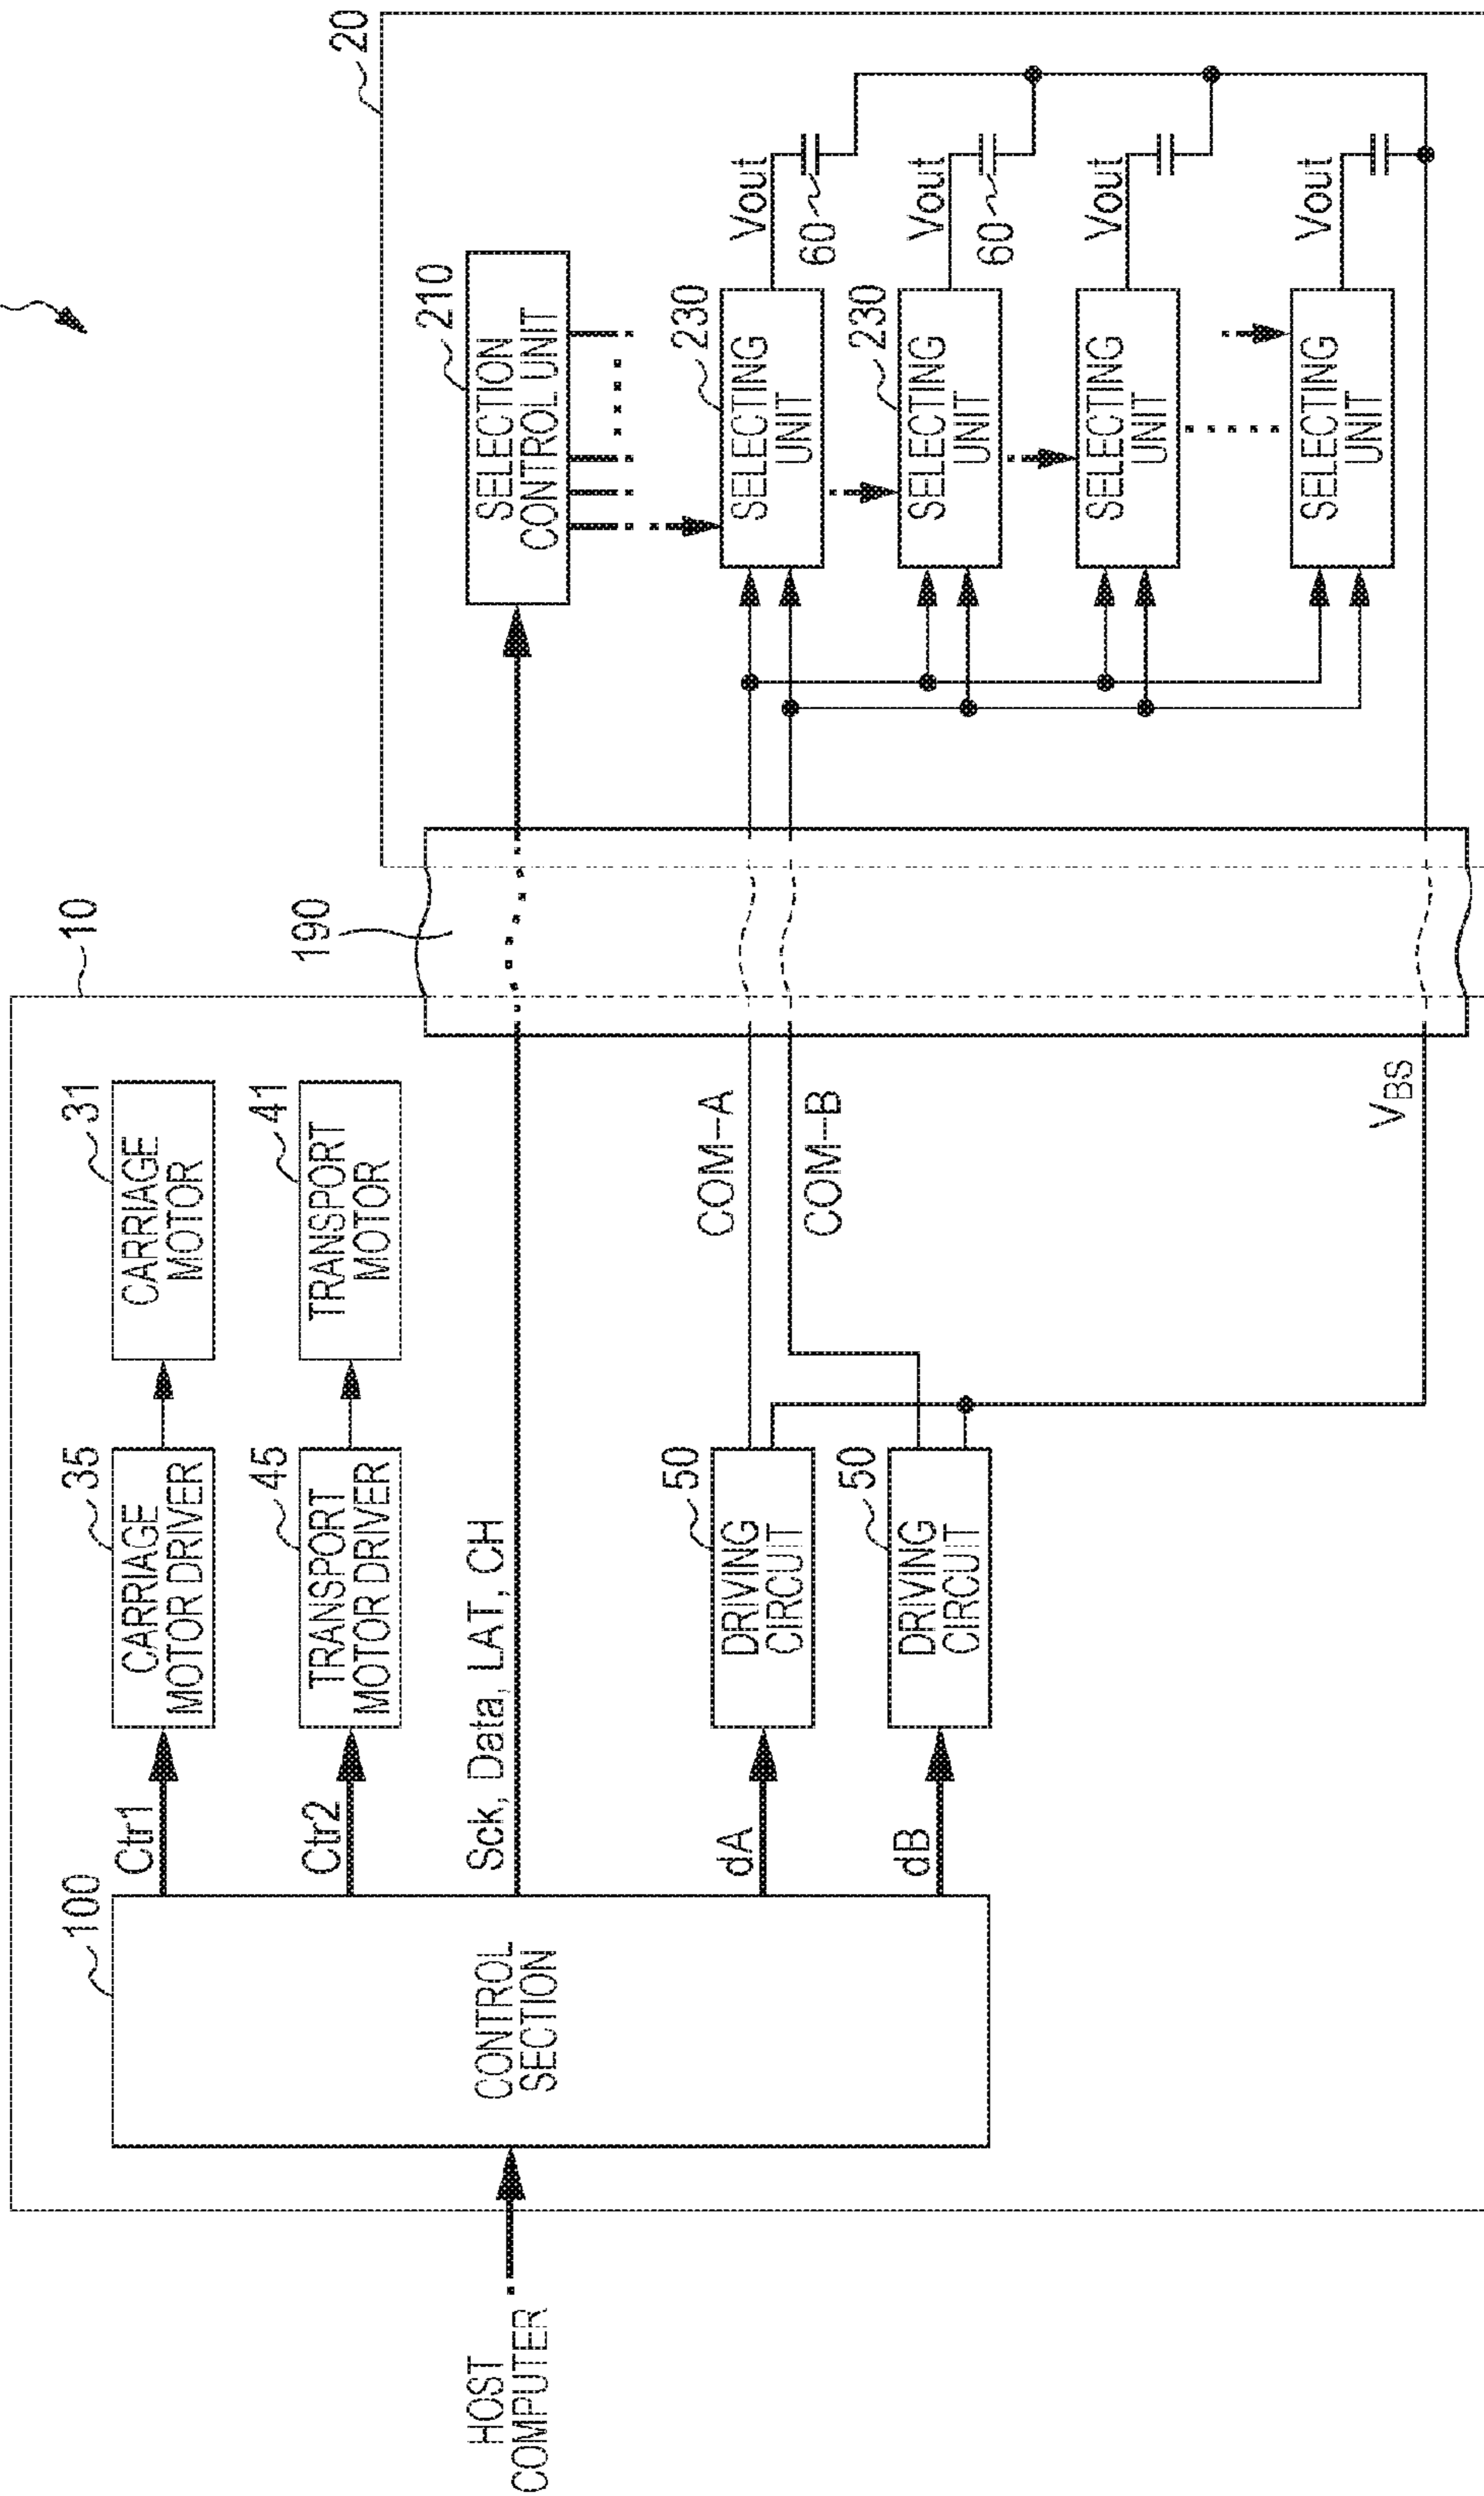 HOST
COMPUTER
10
100
CONTROL
SECTION
Ctr1
35
CARRIAGE
MOTOR DRIVER
31
CARRIAGE
MOTOR
Ctr2
45
TRANSPORT
MOTOR DRIVER
41
TRANSPORT
MOTOR
Sck, Data, LAT, CH
dA
50
DRIVING
CIRCUIT
dB
50
DRIVING
CIRCUIT
COM-A
COM-B
VBS
190
20
210
SELECTION
CONTROL UNIT
230
SELECTING
UNIT
Vout
60
230
SELECTING
UNIT
Vout
60
SELECTING
UNIT
Vout
SELECTING
UNIT
Vout